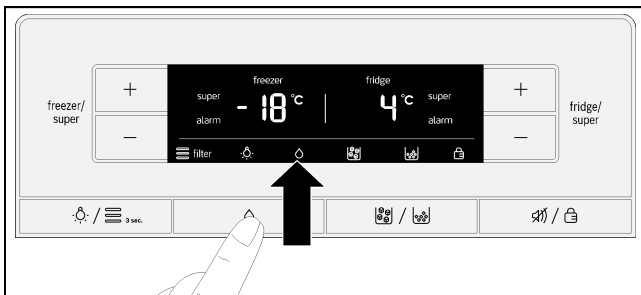 freezer/
super
+
−
freezer
super
alarm
- 18 °C
fridge
4 °C
super
alarm
filter
+
−
fridge/
super
/ 3 sec.
/
/